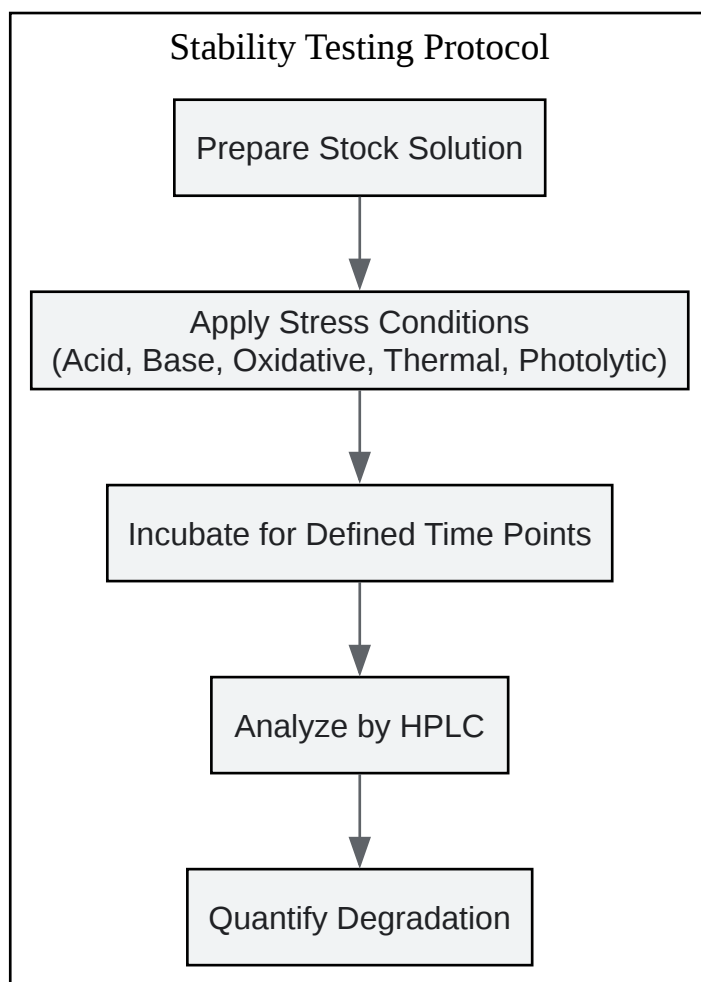 Stability Testing Protocol
Prepare Stock Solution
Apply Stress Conditions
(Acid, Base, Oxidative, Thermal, Photolytic)
Incubate for Defined Time Points
Analyze by HPLC
Quantify Degradation